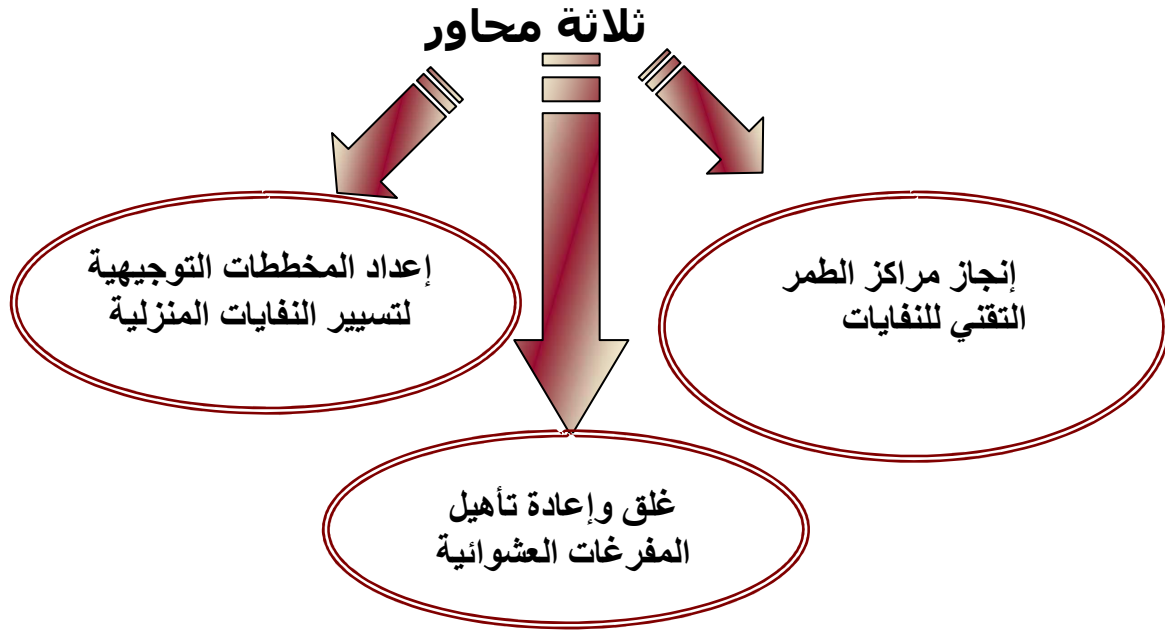 ثلاثة محاور
إنجاز مراكز الطمر
التقني للنفايات
إعداد المخططات التوجيهية
لتسيير النفايات المنزلية
غلق وإعادة تأهيل
المفرغات العشوائية